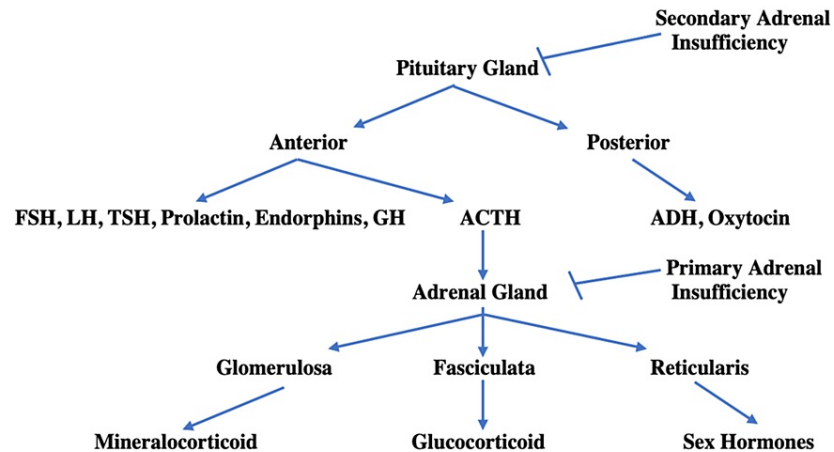 Secondary Adrenal
Insufficiency
Pituitary Gland
Anterior
Posterior
FSH, LH, TSH, Prolactin, Endorphins, GH
ACTH
ADH, Oxytocin
Primary Adrenal
Insufficiency
Adrenal Gland
Glomerulosa
Fasciculata
Reticularis
Mineralocorticoid
Glucocorticoid
Sex Hormones